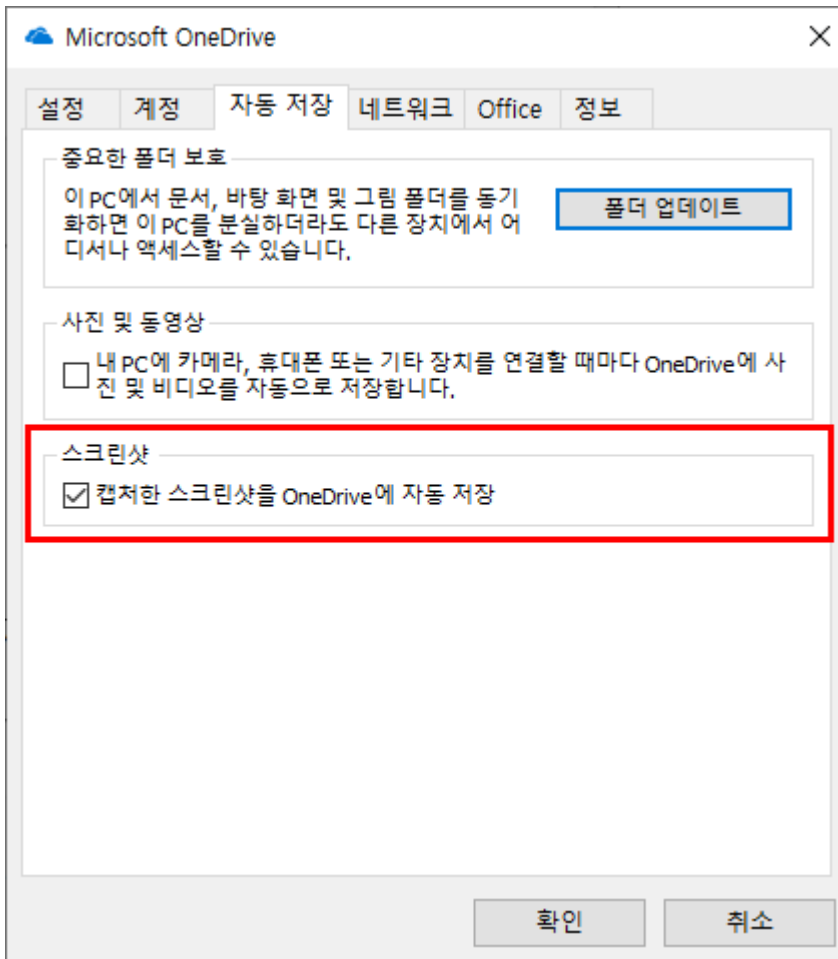 Microsoft OneDrive
설정 계정 자동 저장 네트워크 Office 정보
중요한 폴더 보호
이 PC에서 문서, 바탕 화면 및 그림 폴더를 동기
화하면 이 PC를 분실하더라도 다른 장치에서 어
디서나 액세스할 수 있습니다.
폴더 업데이트
사진 및 동영상
내 PC에 카메라, 휴대폰 또는 기타 장치를 연결할 때마다 OneDrive에 사
진 및 비디오를 자동으로 저장합니다.
스크린샷
캡처한 스크린샷을 OneDrive에 자동 저장
확인 취소